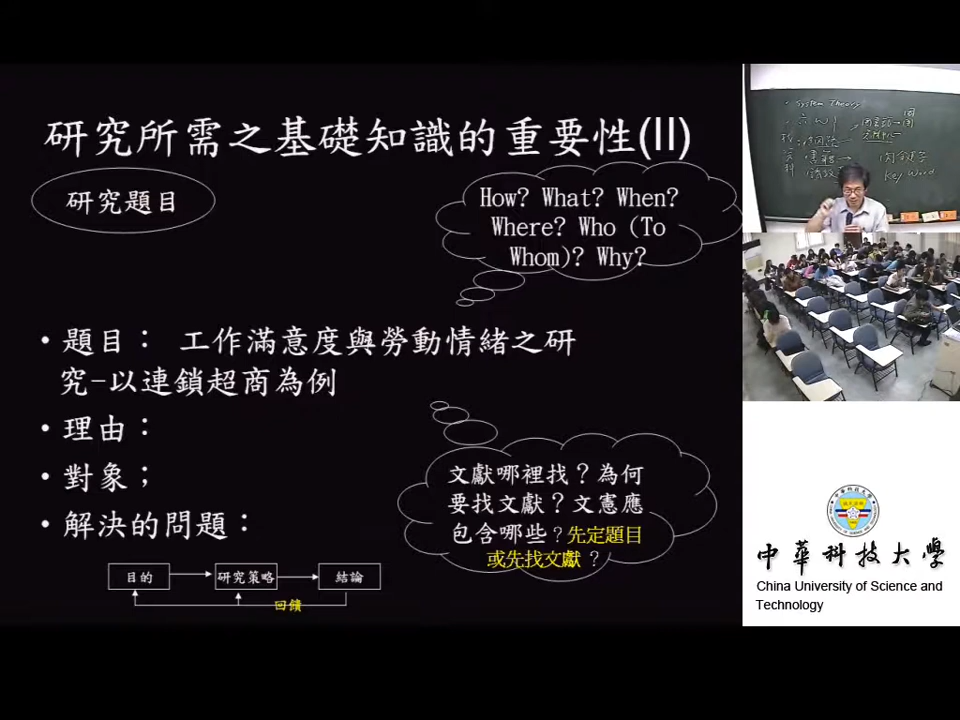 研究所需之基礎知識的重要性(II)
研究題目
How? What? When?
Where? Who (To
Whom)? Why?
• 題目： 工作滿意度與勞動情緒之研
究-以連鎖超商為例
• 理由：
• 對象；
• 解決的問題：
文獻哪裡找？為何
要找文獻？文憲應
包含哪些？先定題目
或先找文獻？
目的
研究策略
結論
回饋
System Theory
Key Word
中華科技大學
China University of Science and
Technology